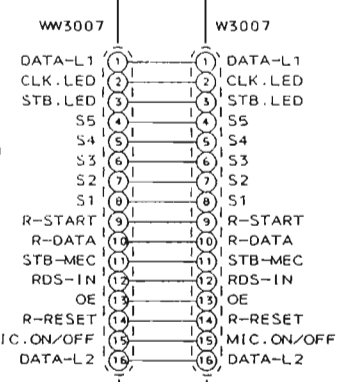 WW3007 W3007
DATA-L1 1 1 DATA-L1
CLK.LED 2 2 CLK.LED
STB.LED 3 3 STB.LED
S5 4 4 S5
S4 5 5 S4
S3 6 6 S3
S2 7 7 S2
S1 8 8 S1
R-START 9 9 R-START
R-DATA 10 10 R-DATA
STB-MEC 11 11 STB-MEC
RDS-IN 12 12 RDS-IN
OE 13 13 OE
R-RESET 14 14 R-RESET
IC.ON/OFF 15 15 MIC.ON/OFF
DATA-L2 16 16 DATA-L2